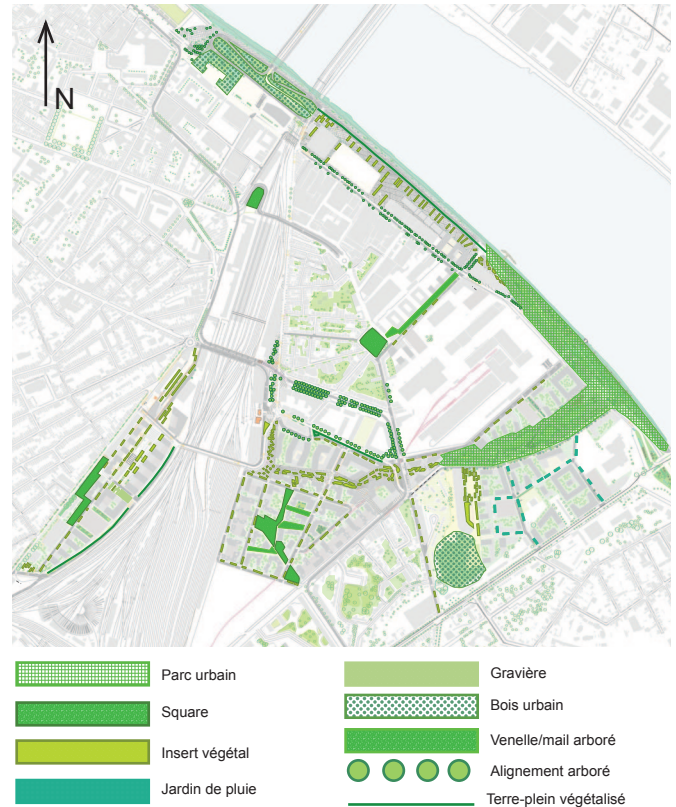 N
Parc urbain
Square
Insert végétal
Jardin de pluie
Gravière
Bois urbain
Venelle/mail arboré
Alignement arboré
Terre-plein végétalisé